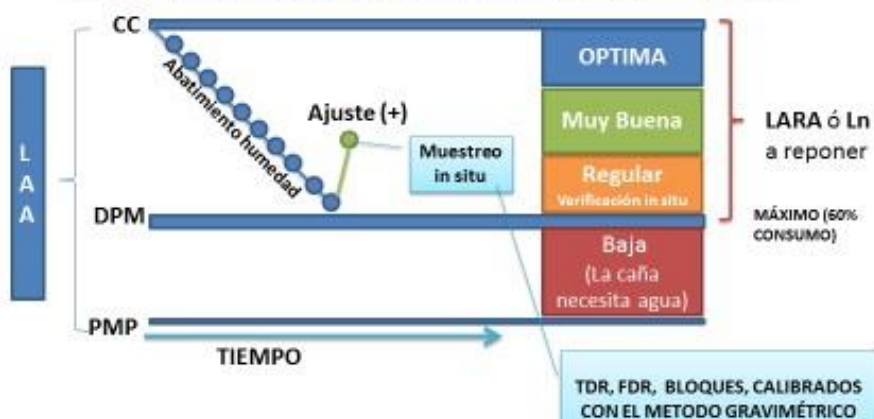 CC
OPTIMA
Abatimiento humedad
Ajuste (+)
Muy Buena
LARA ó Ln
a reponer
L
A
A
Muestreo
in situ
Regular
Verificación in situ
DPM
MÁXIMO (60%
CONSUMO)
Baja
(La caña
necesita agua)
PMP
TIEMPO
TDR, FDR, BLOQUES, CALIBRADOS
CON EL METODO GRAVIMÉTRICO